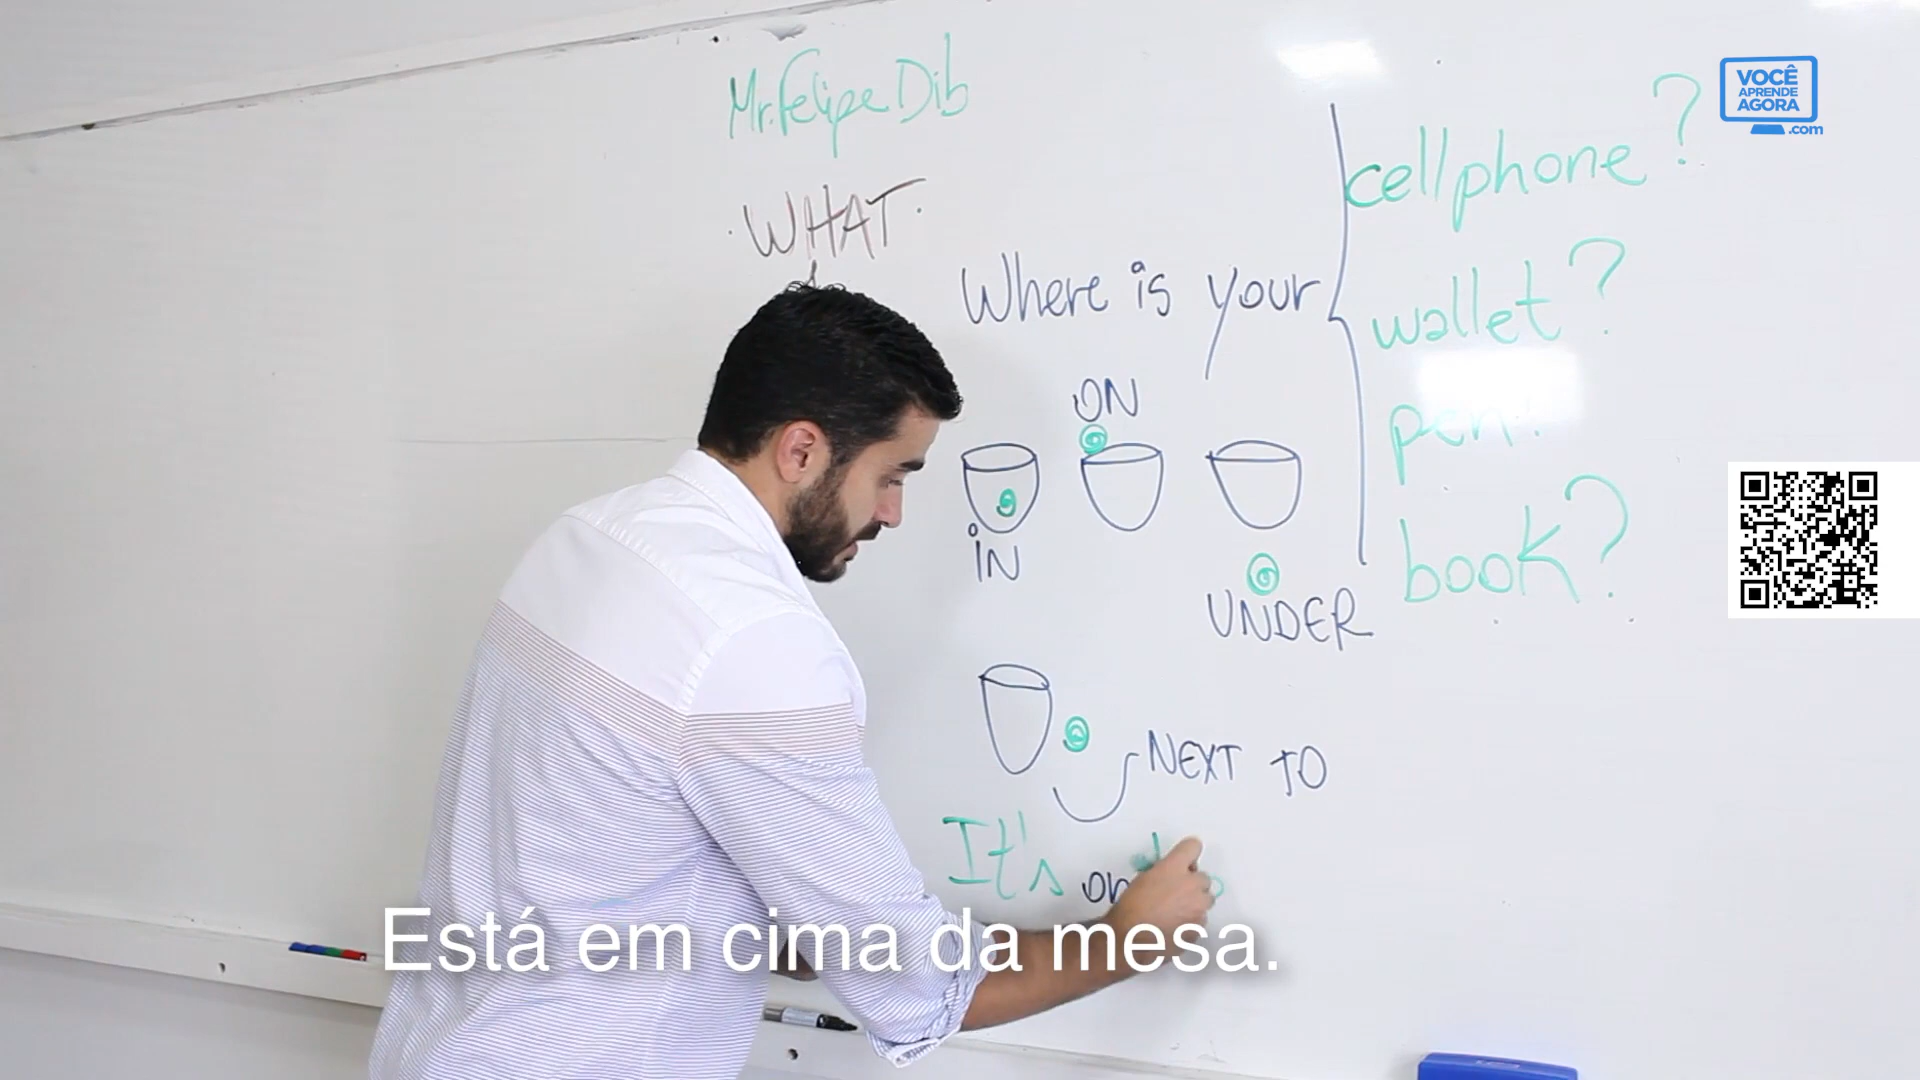 Mr. Felipe Dib
VOCÊ
APRENDE
AGORA
.com
cellphone?
WHAT
Where is your
wallet?
ON
pen?
IN
book?
UNDER
NEXT TO
It's on
Está em cima da mesa.